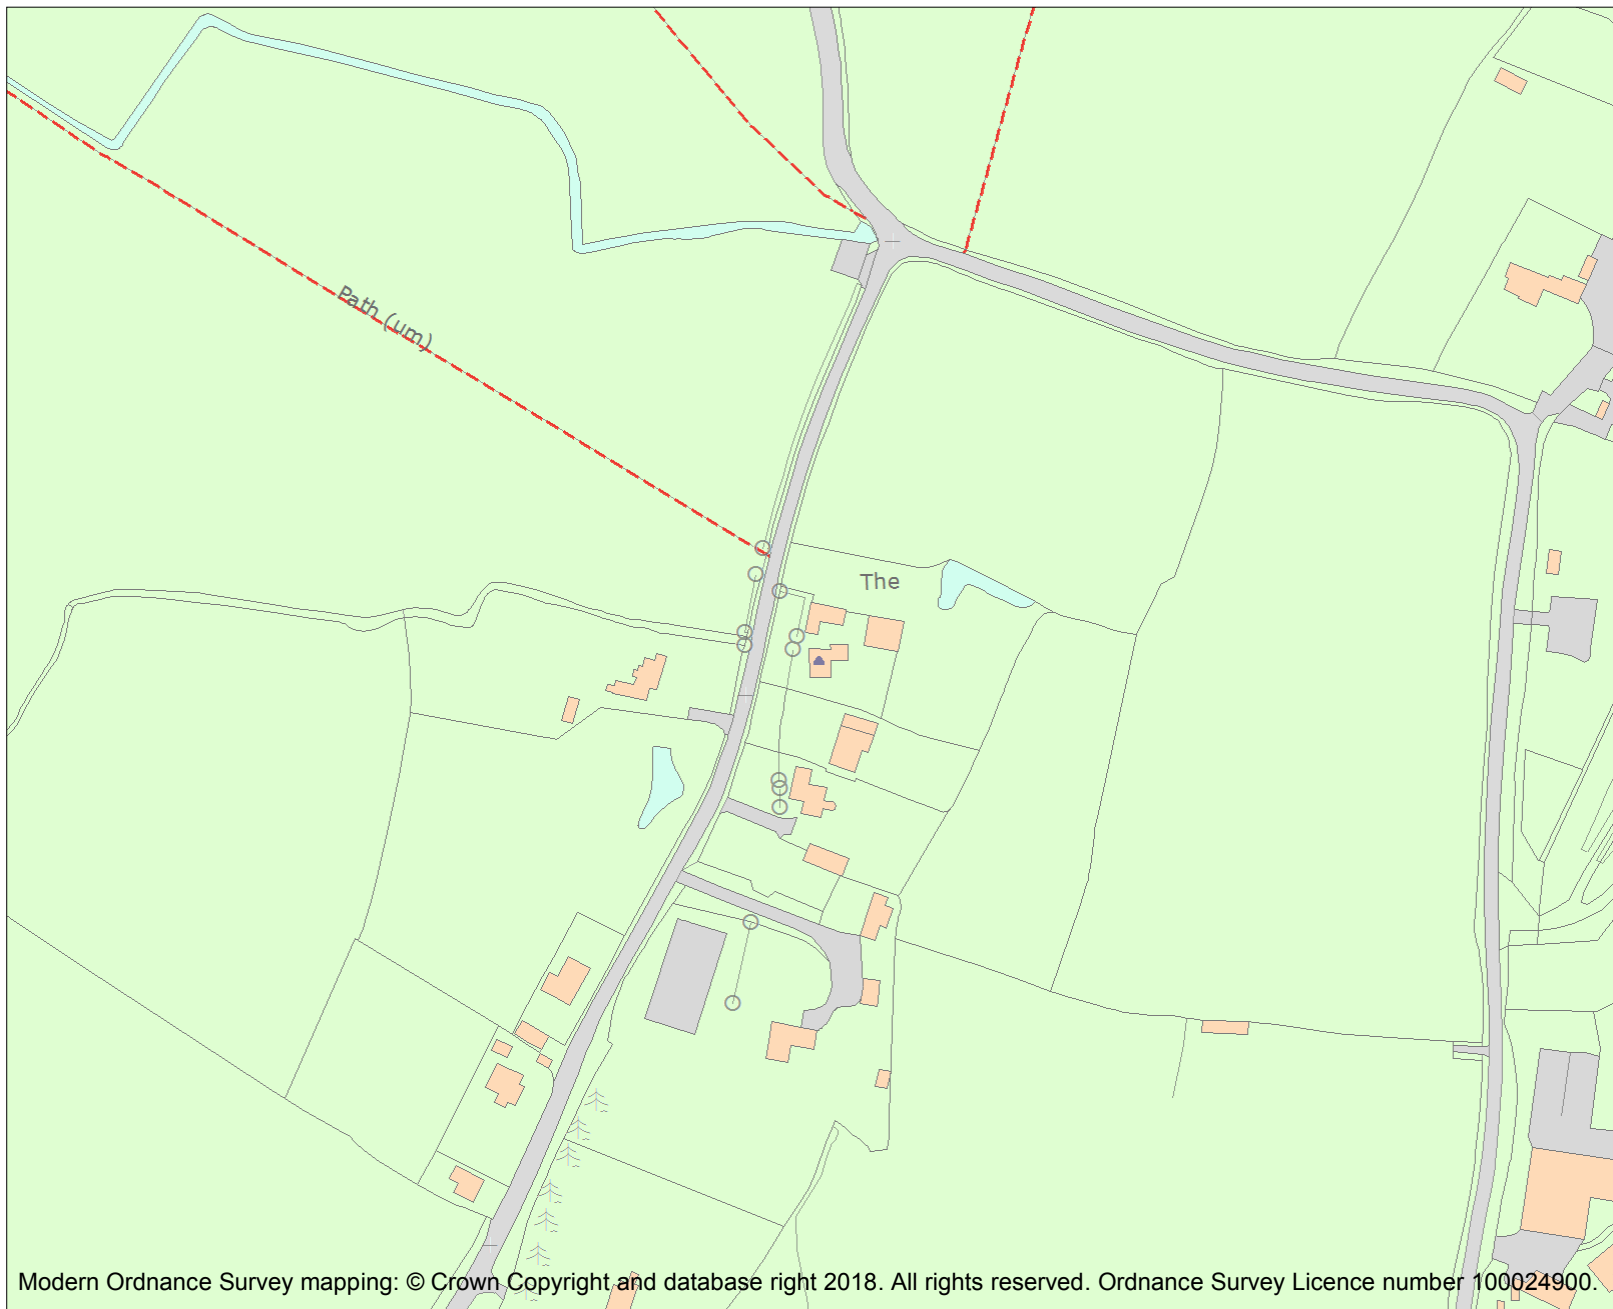 Path (um)
The
Modern Ordnance Survey mapping: © Crown Copyright and database right 2018. All rights reserved. Ordnance Survey Licence number 100024900.